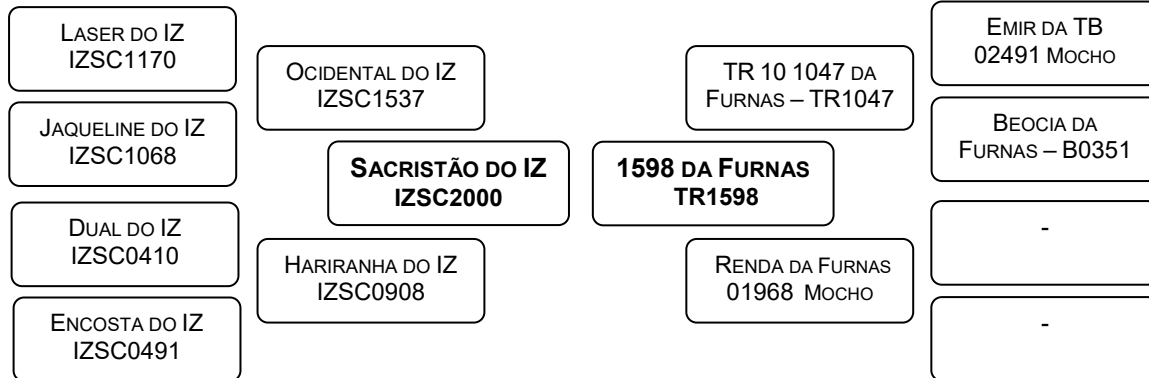 LASER DO IZ
IZSC1170
JAQUELINE DO IZ
IZSC1068
DUAL DO IZ
IZSC0410
ENCOSTA DO IZ
IZSC0491
OCIDENTAL DO IZ
IZSC1537
HARIRANHA DO IZ
IZSC0908
SACRISTÃO DO IZ
IZSC2000
1598 DA FURNAS
TR1598
TR 10 1047 DA
FURNAS – TR1047
RENDA DA FURNAS
01968 MOCHO
EMIR DA TB
02491 MOCHO
BEOCIA DA
FURNAS – B0351
-
-